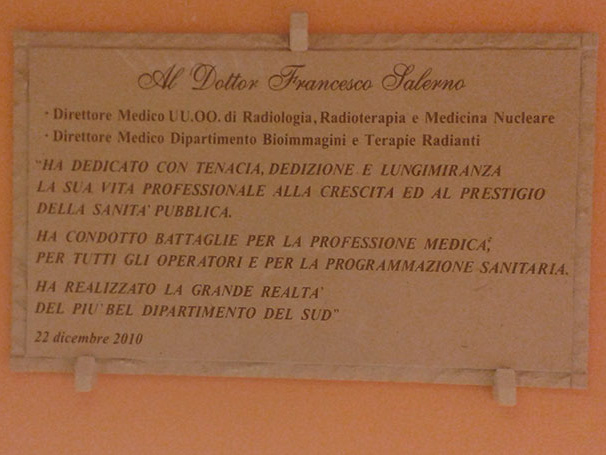 Al Dottor Francesco Salerno
· Direttore Medico UU.OO. di Radiologia, Radioterapia e Medicina Nucleare
· Direttore Medico Dipartimento Bioimmagini e Terapie Radianti
"HA DEDICATO CON TENACIA, DEDIZIONE E LUNGIMIRANZA
LA SUA VITA PROFESSIONALE ALLA CRESCITA ED AL PRESTIGIO
DELLA SANITA' PUBBLICA.
HA CONDOTTO BATTAGLIE PER LA PROFESSIONE MEDICA,
PER TUTTI GLI OPERATORI E PER LA PROGRAMMAZIONE SANITARIA.
HA REALIZZATO LA GRANDE REALTA'
DEL PIU' BEL DIPARTIMENTO DEL SUD"
22 dicembre 2010